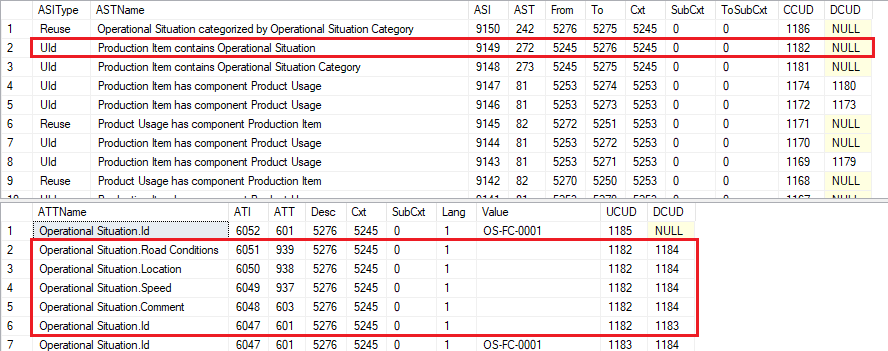 ASIType ASTName ASI AST From To Cxt SubCxt ToSubCxt CCUD DCUD
1 Reuse Operational Situation categorized by Operational Situation Category 9150 242 5276 5275 5245 0 0 1186 NULL
2 Uld Production Item contains Operational Situation 9149 272 5245 5276 5245 0 0 1182 NULL
3 Uld Production Item contains Operational Situation Category 9148 273 5245 5275 5245 0 0 1181 NULL
4 Uld Production Item has component Product Usage 9147 81 5253 5274 5253 0 0 1174 1180
5 Uld Production Item has component Product Usage 9146 81 5253 5273 5253 0 0 1172 1173
6 Reuse Product Usage has component Production Item 9145 82 5272 5251 5253 0 0 1171 NULL
7 Uld Production Item has component Product Usage 9144 81 5253 5272 5253 0 0 1170 NULL
8 Uld Production Item has component Product Usage 9143 81 5253 5271 5253 0 0 1169 1179
9 Reuse Product Usage has component Production Item 9142 82 5270 5250 5253 0 0 1168 NULL
ATTName ATI ATT Desc Cxt SubCxt Lang Value UCUD DCUD
1 Operational Situation.Id 6052 601 5276 5245 0 1 OS-FC-0001 1185 NULL
2 Operational Situation.Road Conditions 6051 939 5276 5245 0 1 1182 1184
3 Operational Situation.Location 6050 938 5276 5245 0 1 1182 1184
4 Operational Situation.Speed 6049 937 5276 5245 0 1 1182 1184
5 Operational Situation.Comment 6048 603 5276 5245 0 1 1182 1184
6 Operational Situation.Id 6047 601 5276 5245 0 1 1182 1183
7 Operational Situation.Id 6047 601 5276 5245 0 1 OS-FC-0001 1183 1184